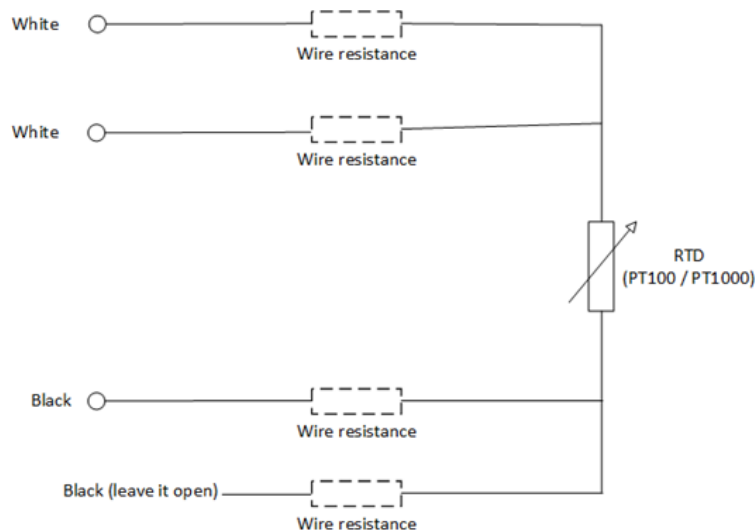 White
Wire resistance
White
Wire resistance
RTD
(PT100 / PT1000)
Black
Wire resistance
Black (leave it open)
Wire resistance